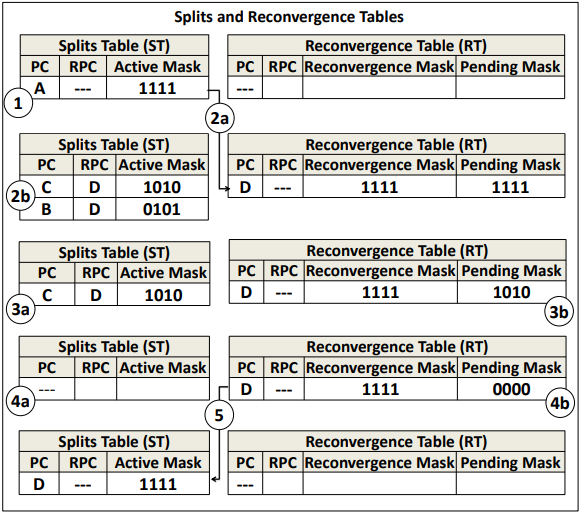 Splits and Reconvergence Tables
Splits Table (ST) Reconvergence Table (RT)
PC RPC Active Mask PC RPC Reconvergence Mask Pending Mask
A --- 1111 ---
1 2a
Splits Table (ST) Reconvergence Table (RT)
PC RPC Active Mask PC RPC Reconvergence Mask Pending Mask
C D 1010 D --- 1111 1111
2b
B D 0101
Splits Table (ST) Reconvergence Table (RT)
PC RPC Active Mask PC RPC Reconvergence Mask Pending Mask
C D 1010 D --- 1111 1010
3a 3b
Splits Table (ST) Reconvergence Table (RT)
PC RPC Active Mask PC RPC Reconvergence Mask Pending Mask
--- D --- 1111 0000
4a 5 4b
Splits Table (ST) Reconvergence Table (RT)
PC RPC Active Mask PC RPC Reconvergence Mask Pending Mask
D --- 1111 ---